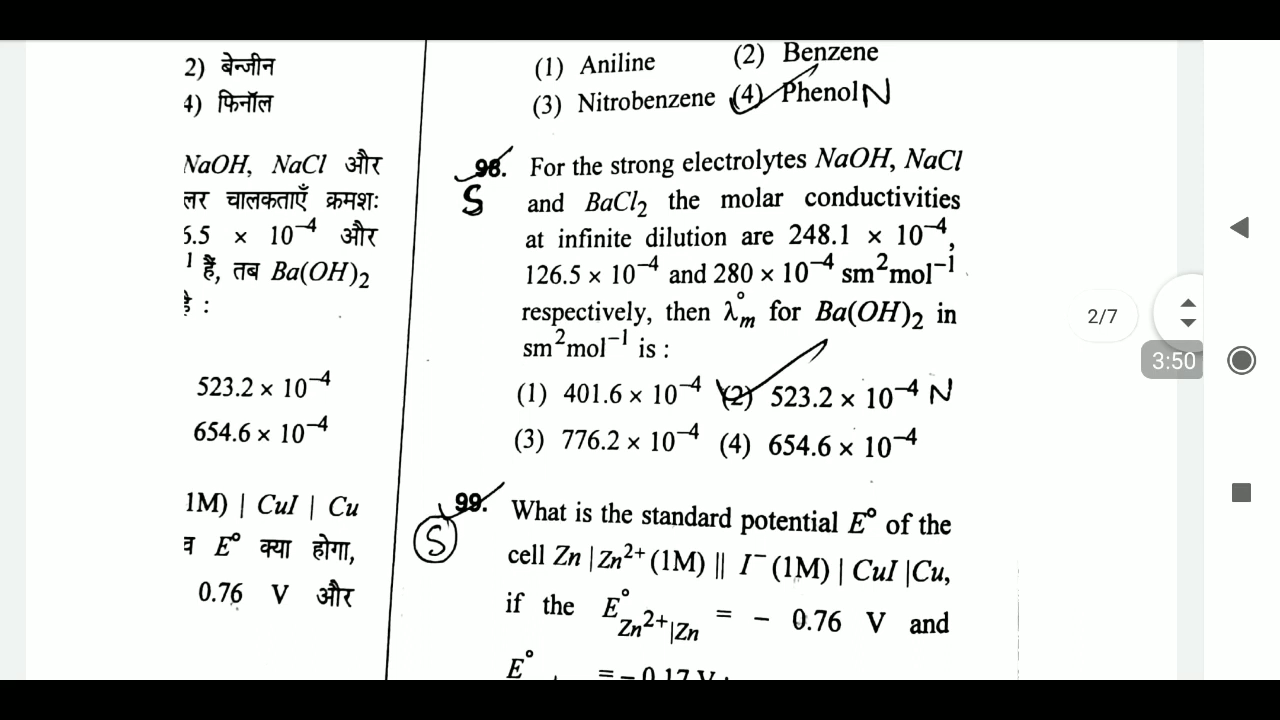 2) बेन्जीन
4) फिनॉल
NaOH, NaCl और
लर चालकताएँ क्रमशः
5.5 × 10⁻⁴ और
¹ हैं, तब Ba(OH)₂
है :
523.2 × 10⁻⁴
654.6 × 10⁻⁴
1M) | CuI | Cu
व E° क्या होगा,
0.76 V और
(1) Aniline (2) Benzene
(3) Nitrobenzene (4) Phenol N
98. For the strong electrolytes NaOH, NaCl
S and BaCl₂ the molar conductivities
at infinite dilution are 248.1 × 10⁻⁴,
126.5 × 10⁻⁴ and 280 × 10⁻⁴ sm²mol⁻¹
respectively, then λ°m for Ba(OH)₂ in
sm²mol⁻¹ is :
(1) 401.6 × 10⁻⁴ (2) 523.2 × 10⁻⁴ N
(3) 776.2 × 10⁻⁴ (4) 654.6 × 10⁻⁴
99. What is the standard potential E° of the
S cell Zn | Zn²⁺ (1M) || I⁻ (1M) | CuI | Cu,
if the E°Zn²⁺|Zn = − 0.76 V and
E° = − 0.17 V
2/7
3:50